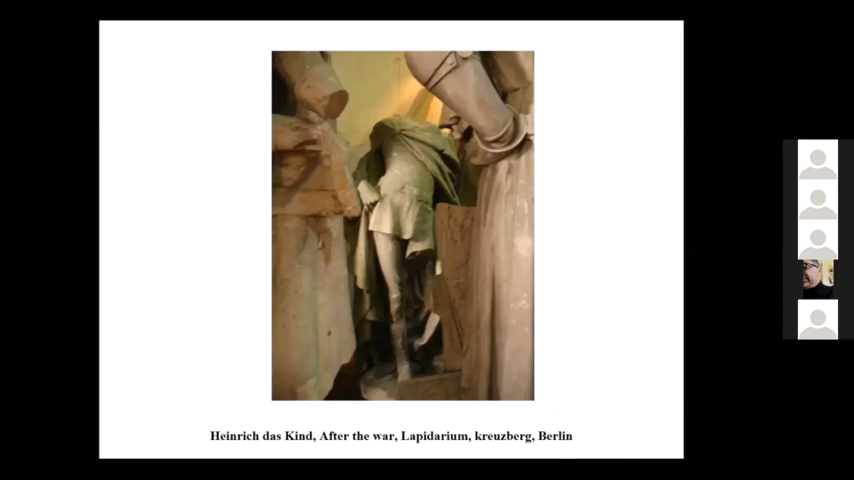 Heinrich das Kind, After the war, Lapidarium, kreuzberg, Berlin